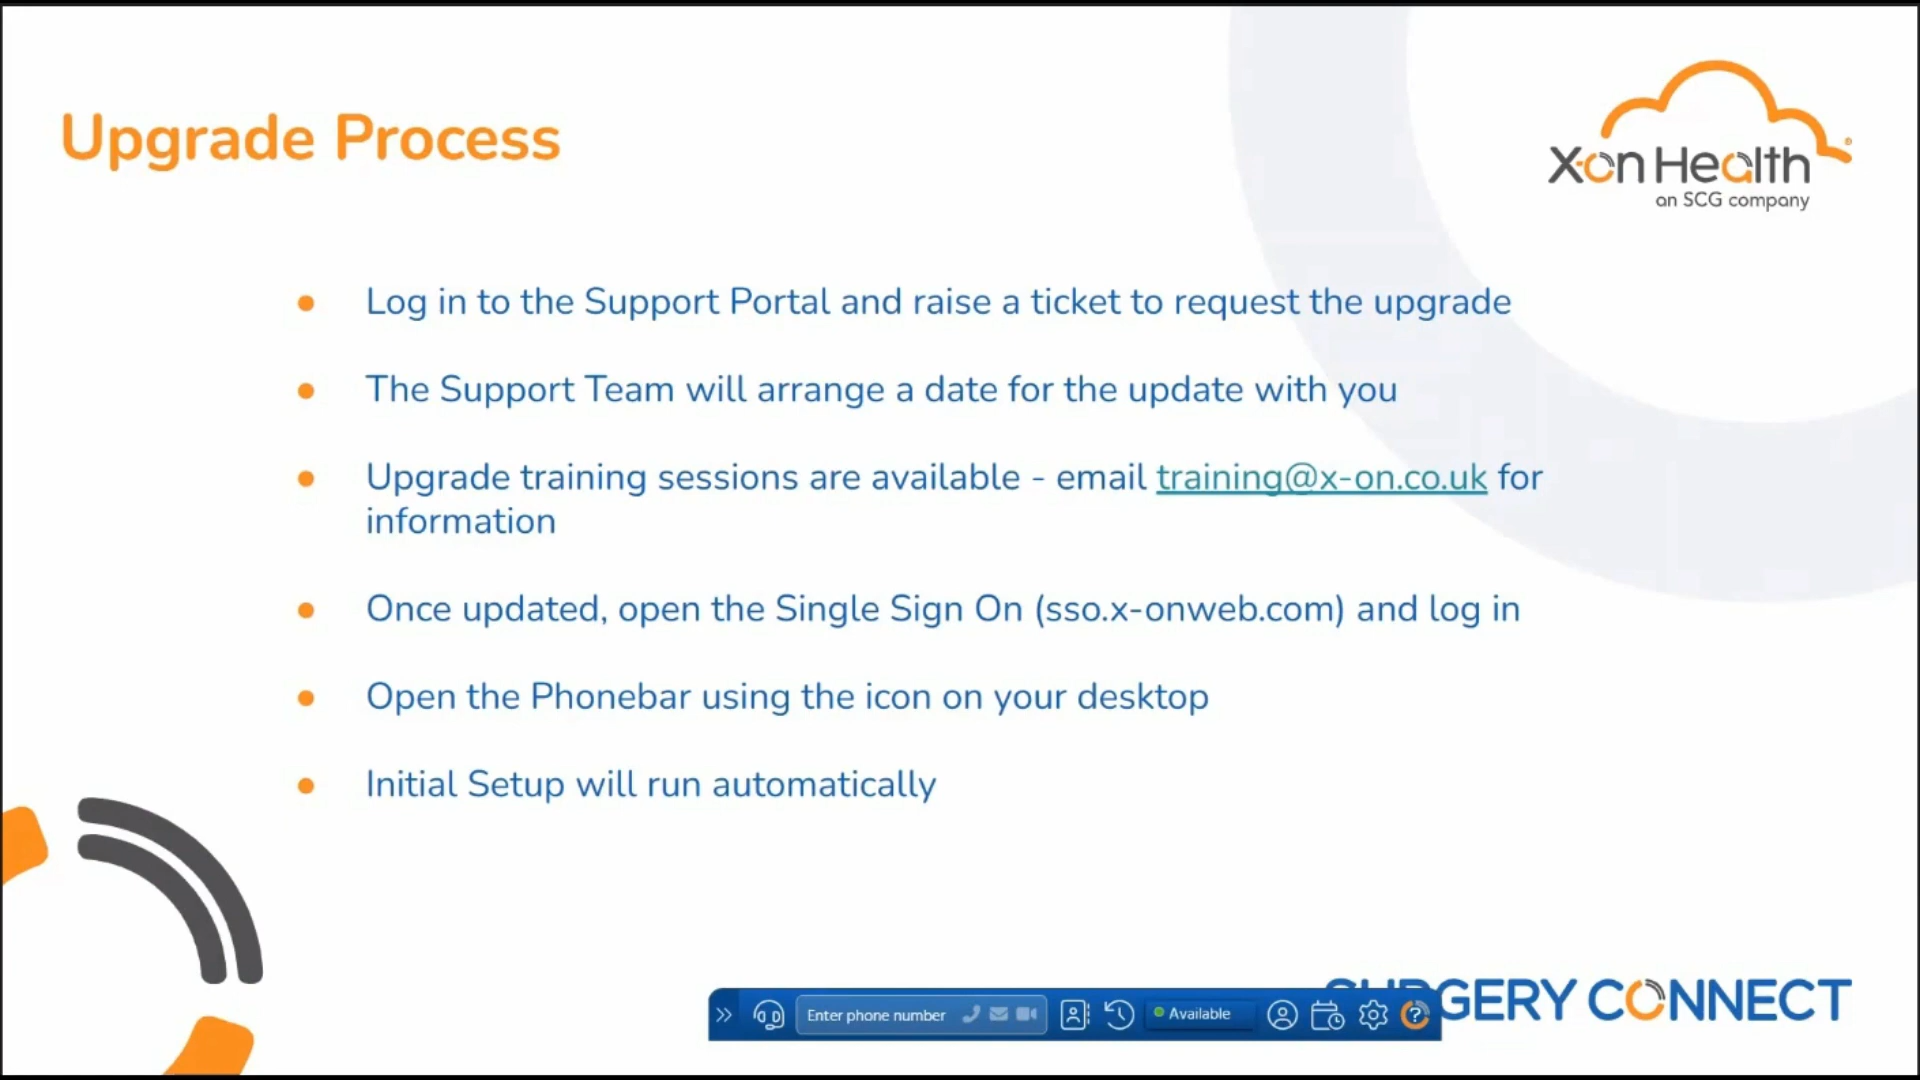 Upgrade Process
X-on Health
an SCG company
Log in to the Support Portal and raise a ticket to request the upgrade
The Support Team will arrange a date for the update with you
Upgrade training sessions are available - email training@x-on.co.uk for
information
Once updated, open the Single Sign On (sso.x-onweb.com) and log in
Open the Phonebar using the icon on your desktop
Initial Setup will run automatically
SURGERY CONNECT
Enter phone number
Available